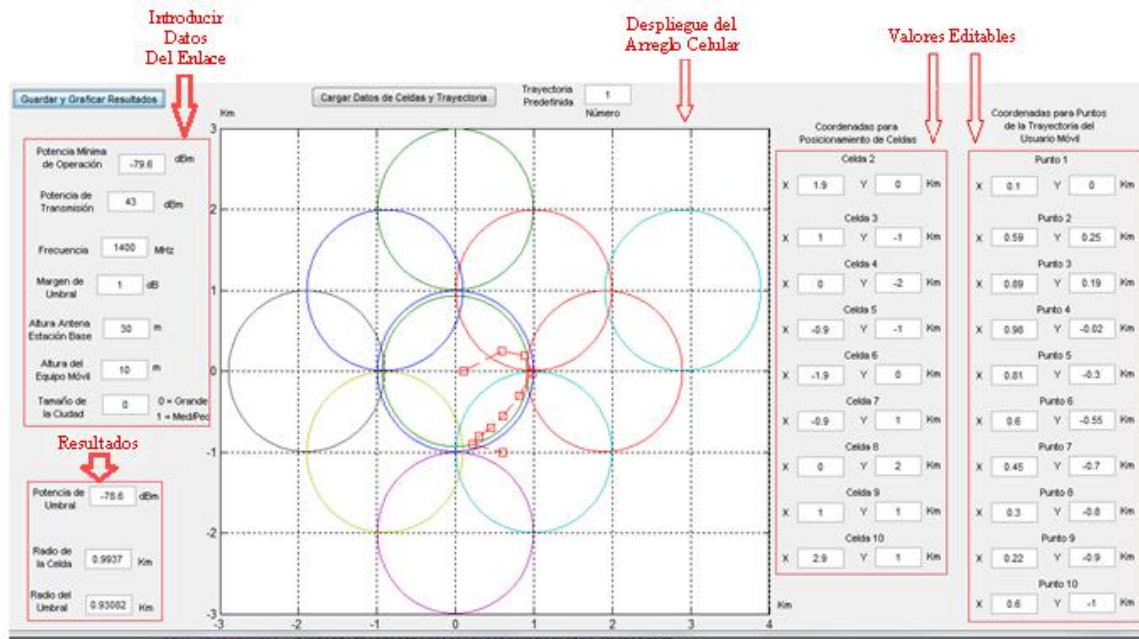 Introducir
Datos
Del Enlace
Despliegue del
Arreglo Celular
Valores Editables
Guardar y Graficar Resultados
Cargar Datos de Celdas y Trayectoria
Trayectoria
Predefinida
1
Número
Km
Potencia Mínima
de Operación
-79.6
dBm
Potencia de
Transmisión
43
dBm
Frecuencia
1400
MHz
Margen de
Umbral
1
dB
Altura Antena
Estación Base
30
m
Altura del
Equipo Móvil
10
m
Tamaño de
la Ciudad
0
0 = Grande
1 = Med/Peq
Resultados
Potencia de
Umbral
-78.6
dBm
Radio de
la Celda
0.9937
Km
Radio del
Umbral
0.93082
Km
3
2
1
0
-1
-2
-3
-3 -2 -1 0 1 2 3 4
Km
Coordenadas para
Posicionamiento de Celdas
Celda 2
X 1.9 Y 0 Km
Celda 3
X 1 Y -1 Km
Celda 4
X 0 Y -2 Km
Celda 5
X -0.9 Y -1 Km
Celda 6
X -1.9 Y 0 Km
Celda 7
X -0.9 Y 1 Km
Celda 8
X 0 Y 2 Km
Celda 9
X 1 Y 1 Km
Celda 10
X 2.9 Y 1 Km
Coordenadas para Puntos
de la Trayectoria del
Usuario Móvil
Punto 1
X 0.1 Y 0 Km
Punto 2
X 0.59 Y 0.25 Km
Punto 3
X 0.89 Y 0.19 Km
Punto 4
X 0.98 Y -0.02 Km
Punto 5
X 0.81 Y -0.3 Km
Punto 6
X 0.6 Y -0.55 Km
Punto 7
X 0.45 Y -0.7 Km
Punto 8
X 0.3 Y -0.8 Km
Punto 9
X 0.22 Y -0.9 Km
Punto 10
X 0.6 Y -1 Km